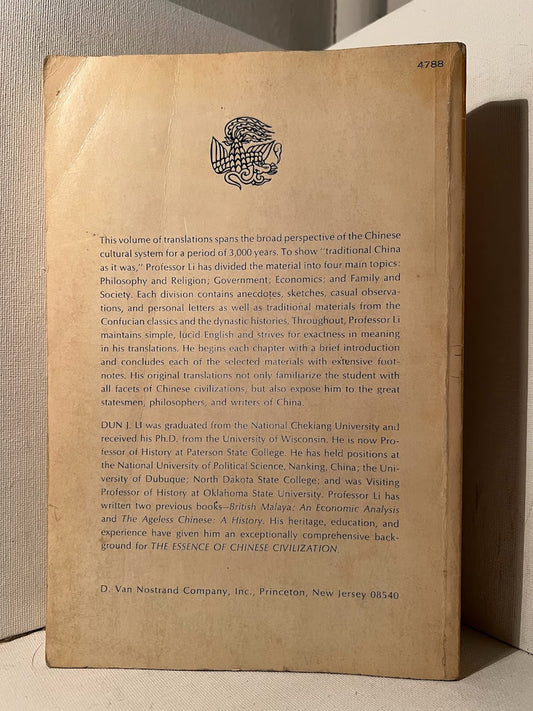 4788
This volume of translations spans the broad perspective of the Chinese
cultural system for a period of 3,000 years. To show "traditional China
as it was," Professor Li has divided the material into four main topics:
Philosophy and Religion; Government; Economics; and Family and
Society. Each division contains anecdotes, sketches, casual observa-
tions, and personal letters as well as traditional materials from the
Confucian classics and the dynastic histories. Throughout, Professor Li
maintains simple, lucid English and strives for exactness in meaning
in his translations. He begins each chapter with a brief introduction
and concludes each of the selected materials with extensive foot-
notes. His original translations not only familiarize the student with
all facets of Chinese civilizations, but also expose him to the great
statesmen, philosophers, and writers of China.
DUN J. LI was graduated from the National Chekiang University and
received his Ph.D. from the University of Wisconsin. He is now Pro-
fessor of History at Paterson State College. He has held positions at
the National University of Political Science, Nanking, China; the Uni-
versity of Dubuque; North Dakota State College; and was Visiting
Professor of History at Oklahoma State University. Professor Li has
written two previous books—British Malaya: An Economic Analysis
and The Ageless Chinese: A History. His heritage, education, and
experience have given him an exceptionally comprehensive back-
ground for THE ESSENCE OF CHINESE CIVILIZATION.
D. Van Nostrand Company, Inc., Princeton, New Jersey 08540